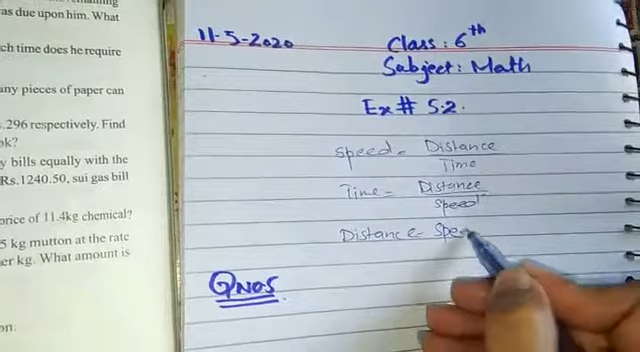 as due upon him. What
ch time does he require
any pieces of paper can
.296 respectively. Find
ok?
y bills equally with the
Rs.1240.50, sui gas bill
price of 11.4kg chemical?
5 kg mutton at the rate
er kg. What amount is
on.
11-5-2020
Class: 6th
Subject: Math
Ex# 5.2.
Speed = Distance
Time
Time = Distance
Speed
Distance = Spee
QNo5